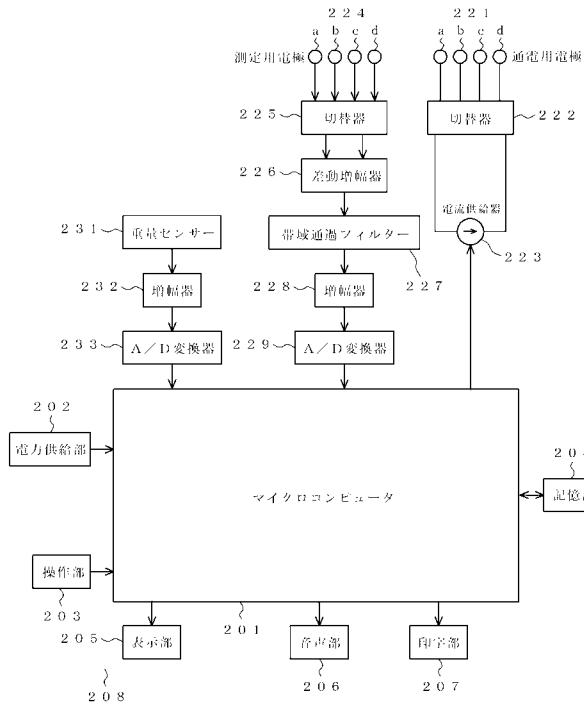 ２２４
２２１
a b c d
a b c d
測定用電極
通電用電極
２２５
切替器
切替器
２２２
２２６
差動増幅器
電流供給器
２３１
重量センサー
帯域通過フィルター
２２３
２３２
増幅器
２２８
増幅器
２２７
２３３
A／D変換器
２２９
A／D変換器
２０２
電力供給部
マイクロコンピュータ
操作部
２０３
２０１
２０５
表示部
音声部
印字部
２０８
２０６
２０７